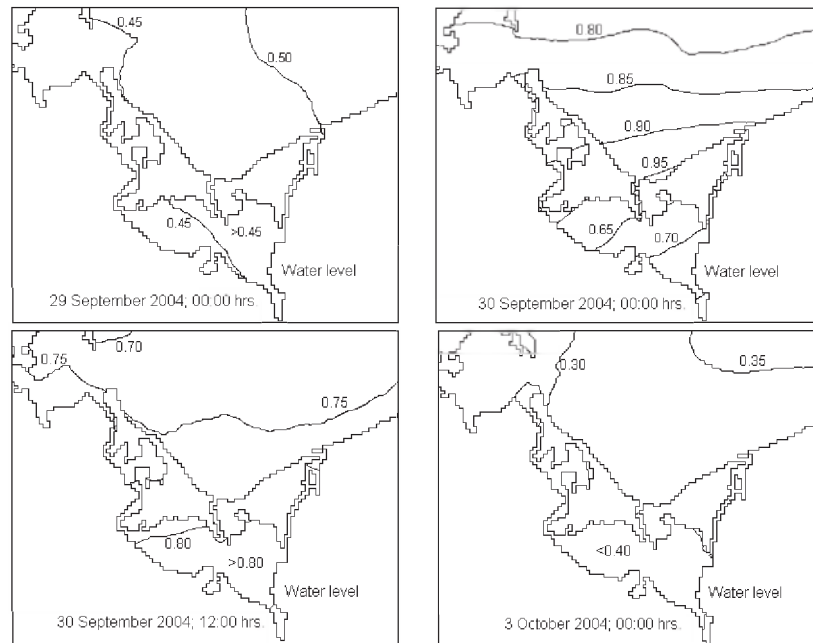 0.45
0.50
0.45
>0.45
Water level
29 September 2004; 00:00 hrs.
0.80
0.85
0.90
0.95
0.65
0.70
Water level
30 September 2004; 00:00 hrs.
0.70
0.75
0.75
0.80
>0.80
Water level
30 September 2004; 12:00 hrs.
0.30
0.35
<0.40
Water level
3 October 2004; 00:00 hrs.